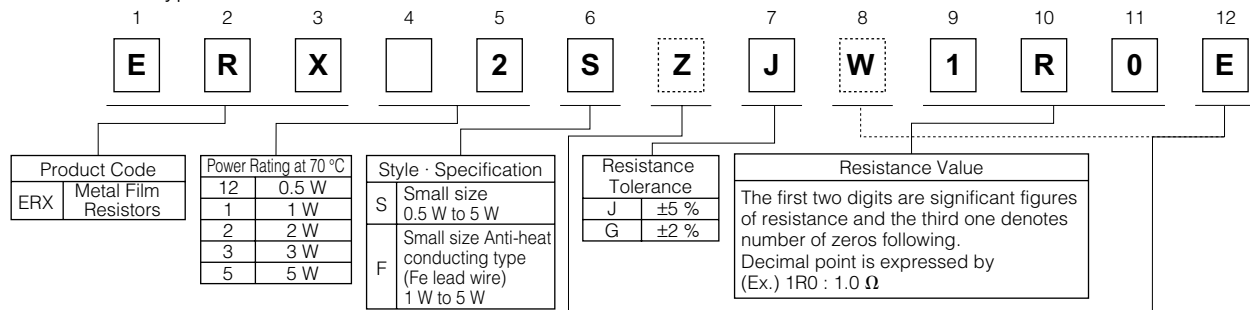 1 2 3 4 5 6 7 8 9 10 11 12
E R X 2 S Z J W 1 R 0 E
Product Code
ERX Metal Film Resistors
Power Rating at 70 °C
12 0.5 W
1 1 W
2 2 W
3 3 W
5 5 W
Style · Specification
S Small size
0.5 W to 5 W
F Small size Anti-heat
conducting type
(Fe lead wire)
1 W to 5 W
Resistance
Tolerance
J ±5 %
G ±2 %
Resistance Value
The first two digits are significant figures
of resistance and the third one denotes
number of zeros following.
Decimal point is expressed by
(Ex.) 1R0 : 1.0 Ω